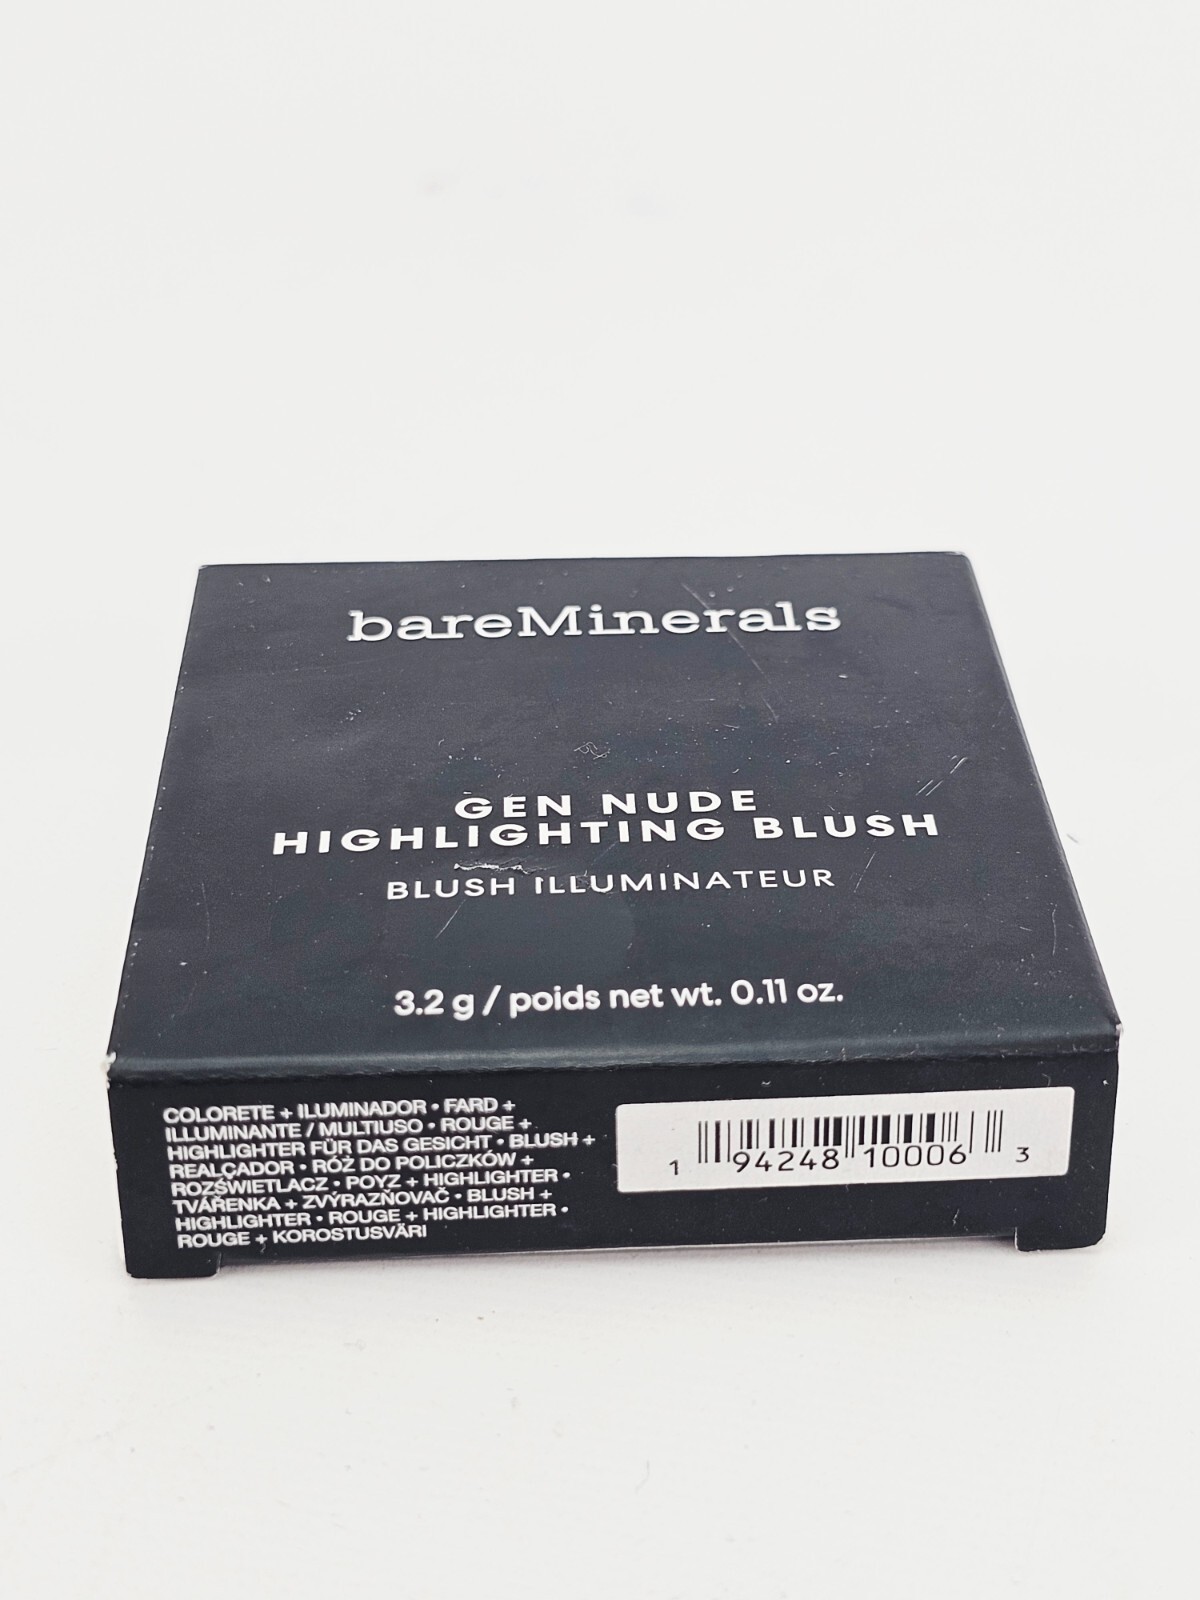 bareMinerals
GEN NUDE
HIGHLIGHTING BLUSH
BLUSH ILLUMINATEUR
3.2 g / poids net wt. 0.11 oz.
COLORETE + ILUMINADOR • FARD +
ILLUMINANTE / MULTIUSO • ROUGE +
HIGHLIGHTER FÜR DAS GESICHT • BLUSH +
REALÇADOR • RÓŻ DO POLICZKÓW +
ROZŚWIETLACZ • POYZ + HIGHLIGHTER •
TVÁŘENKA + ZVÝRAZŇOVAČ • BLUSH +
HIGHLIGHTER • ROUGE + HIGHLIGHTER •
ROUGE + KOROSTUSVÄRI
1 94248 10006 3